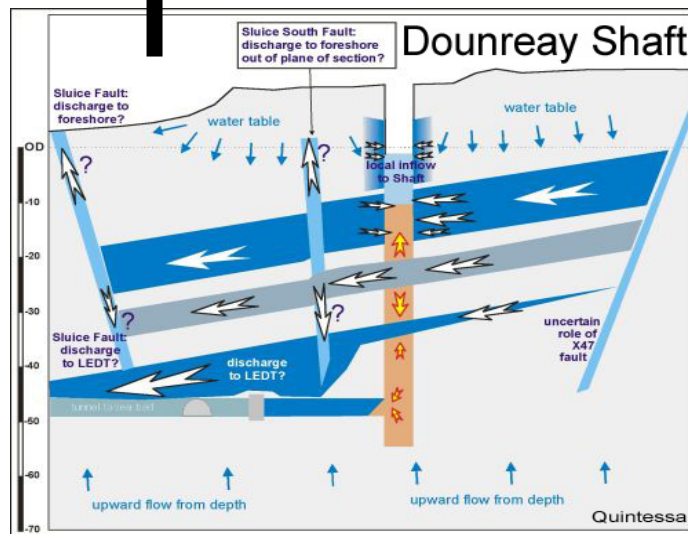 Dounreay Shaft
Sluice South Fault:
discharge to foreshore
out of plane of section?
Sluice Fault:
discharge to
foreshore?
water table
water table
?
?
OD
local inflow
to Shaft
-10
-20
-30
?
?
Sluice Fault:
discharge
to LEDT?
discharge
to LEDT?
uncertain
role of
X47
fault
-40
tunnel to sea bed
-50
-60
upward flow from depth
upward flow from depth
Quintessa
-70